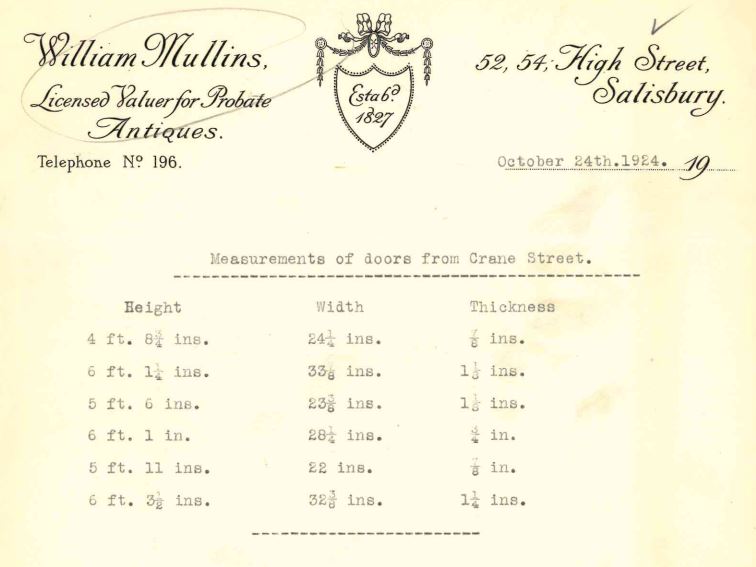 William Mullins,
Licensed Valuer for Probate
Antiques.
Telephone Nº 196.
Estabd
1827
52, 54, High Street,
Salisbury.
October 24th.1924. 19
Measurements of doors from Crane Street.
Height Width Thickness
4 ft. 8¾ ins. 24¼ ins. ⅞ ins.
6 ft. 1¼ ins. 33⅛ ins. 1⅛ ins.
5 ft. 6 ins. 23⅜ ins. 1⅛ ins.
6 ft. 1 in. 28¼ ins. ¾ in.
5 ft. 11 ins. 22 ins. ⅞ in.
6 ft. 3½ ins. 32⅜ ins. 1¼ ins.